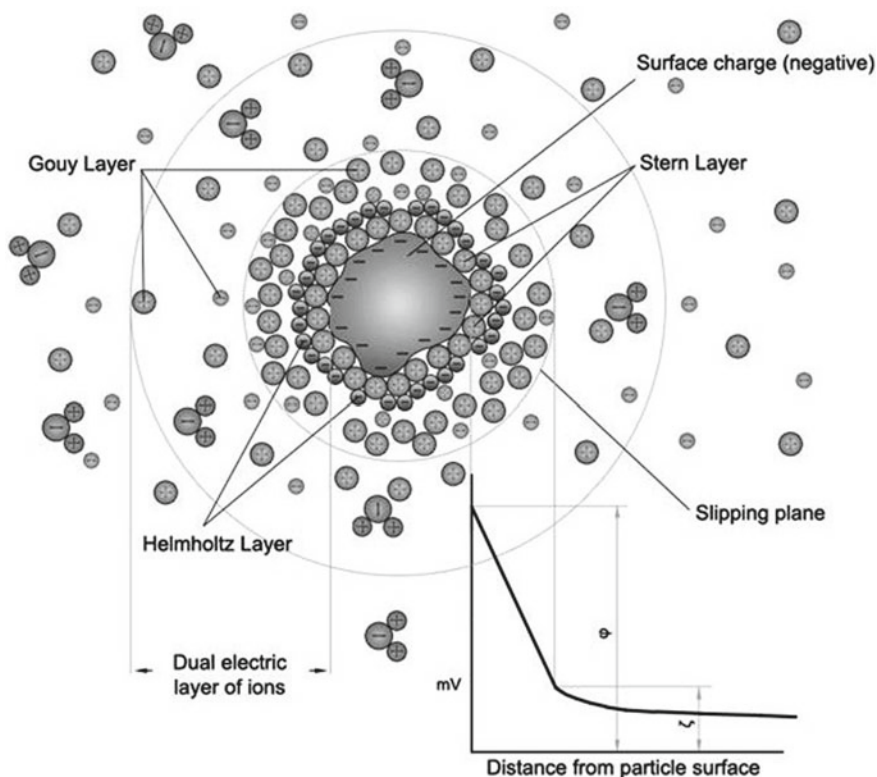 Surface charge (negative)
Gouy Layer
Stern Layer
Slipping plane
Helmholtz Layer
Dual electric
layer of ions
mV
φ
ζ
Distance from particle surface